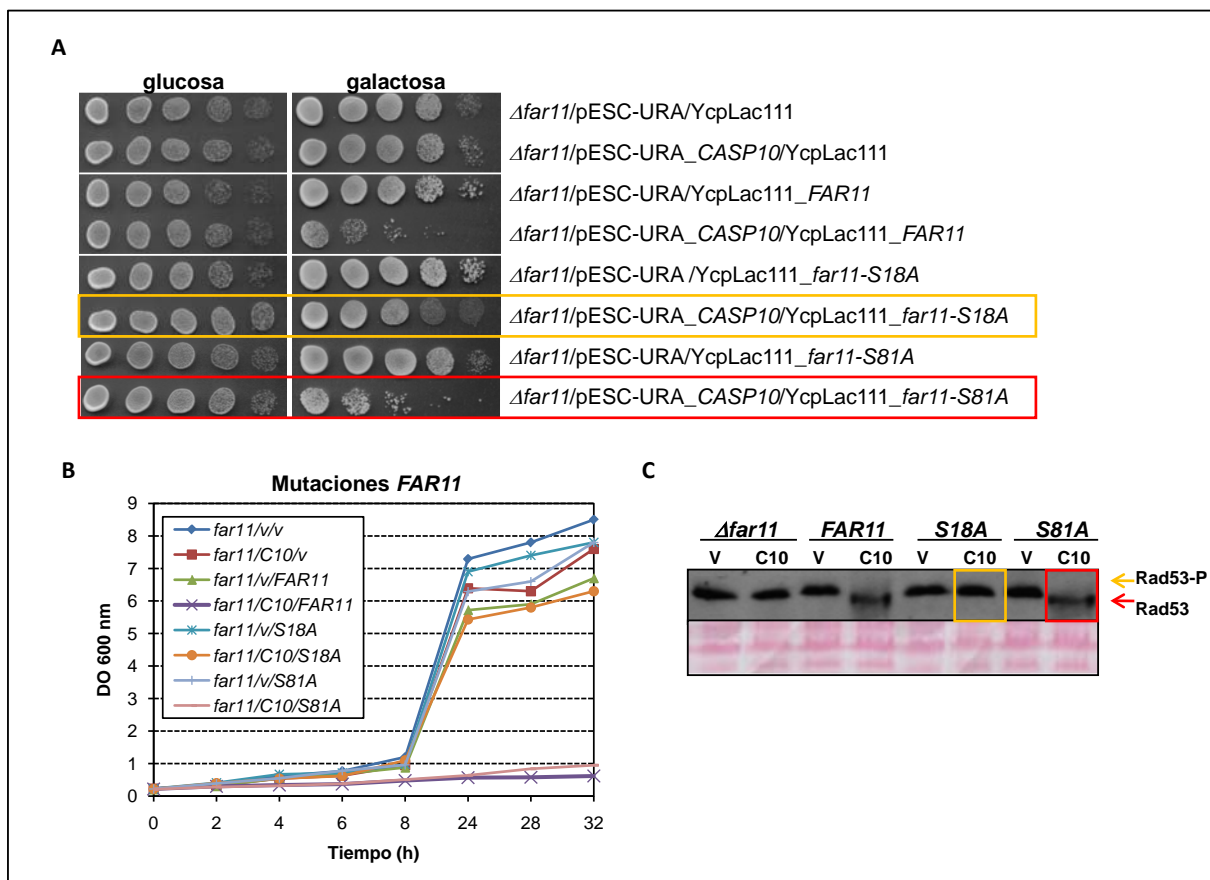 A
glucosa galactosa
Δfar11/pESC-URA/YcpLac111
Δfar11/pESC-URA_CASP10/YcpLac111
Δfar11/pESC-URA/YcpLac111_FAR11
Δfar11/pESC-URA_CASP10/YcpLac111_FAR11
Δfar11/pESC-URA /YcpLac111_far11-S18A
Δfar11/pESC-URA_CASP10/YcpLac111_far11-S18A
Δfar11/pESC-URA/YcpLac111_far11-S81A
Δfar11/pESC-URA_CASP10/YcpLac111_far11-S81A
B
Mutaciones FAR11
9
8
7
6
5
4
3
2
1
0
DO 600 nm
far11/v/v
far11/C10/v
far11/v/FAR11
far11/C10/FAR11
far11/v/S18A
far11/C10/S18A
far11/v/S81A
far11/C10/S81A
0 2 4 6 8 24 28 32
Tiempo (h)
C
Δfar11 FAR11 S18A S81A
V C10 V C10 V C10 V C10
Rad53-P
Rad53